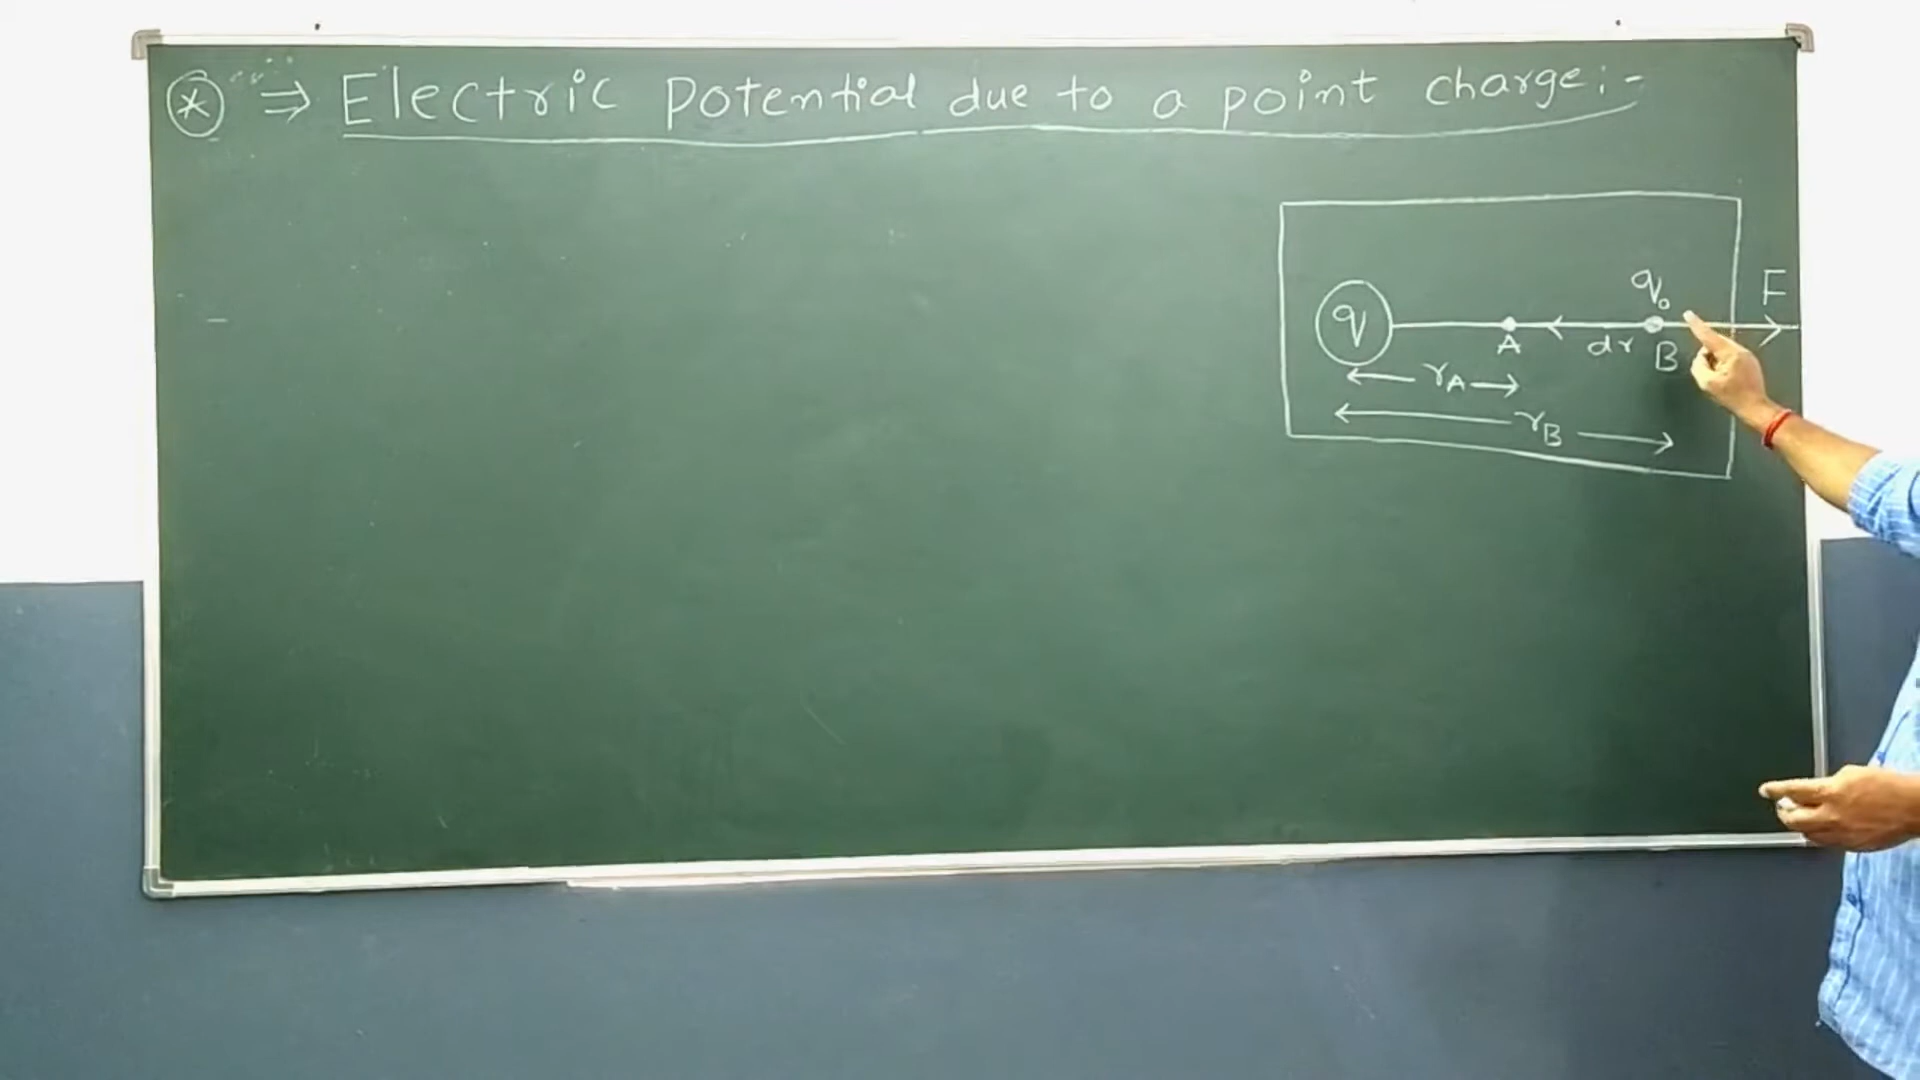 * ⇒ Electric Potential due to a point charge:-
q₀ F
q A dr B
r_A
r_B